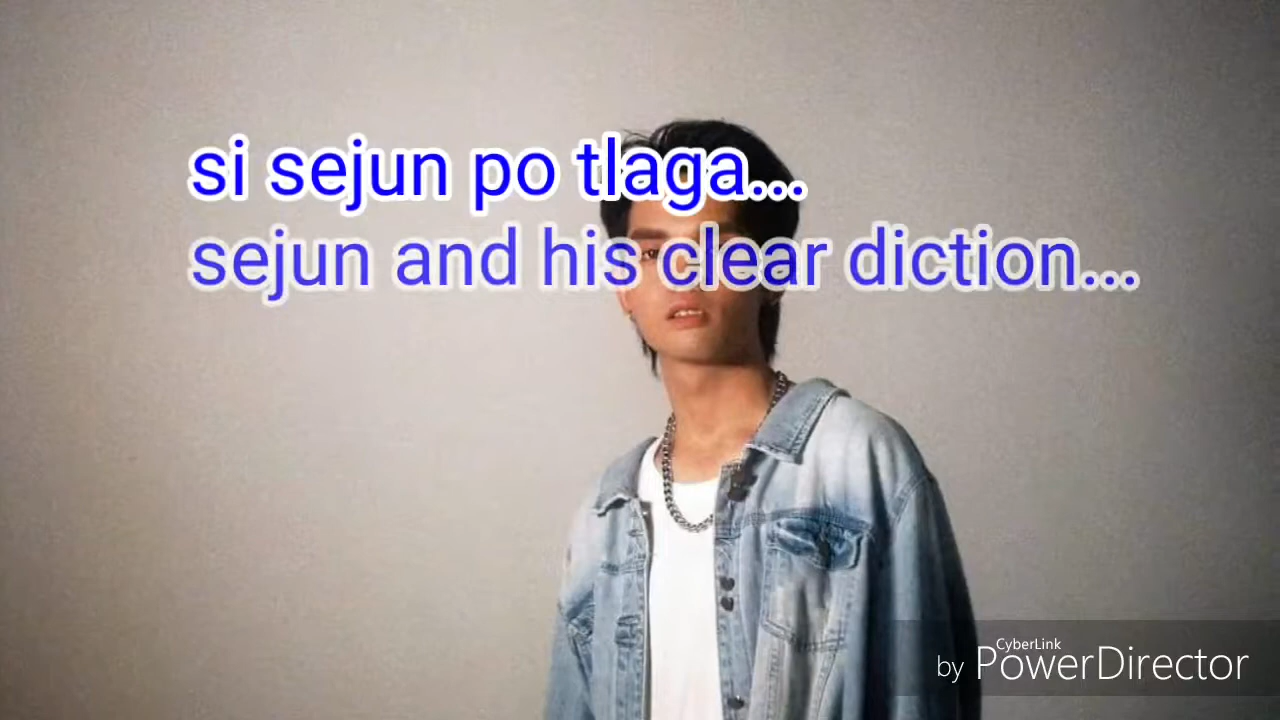 si sejun po tlaga...
sejun and his clear diction...
CyberLink
by PowerDirector